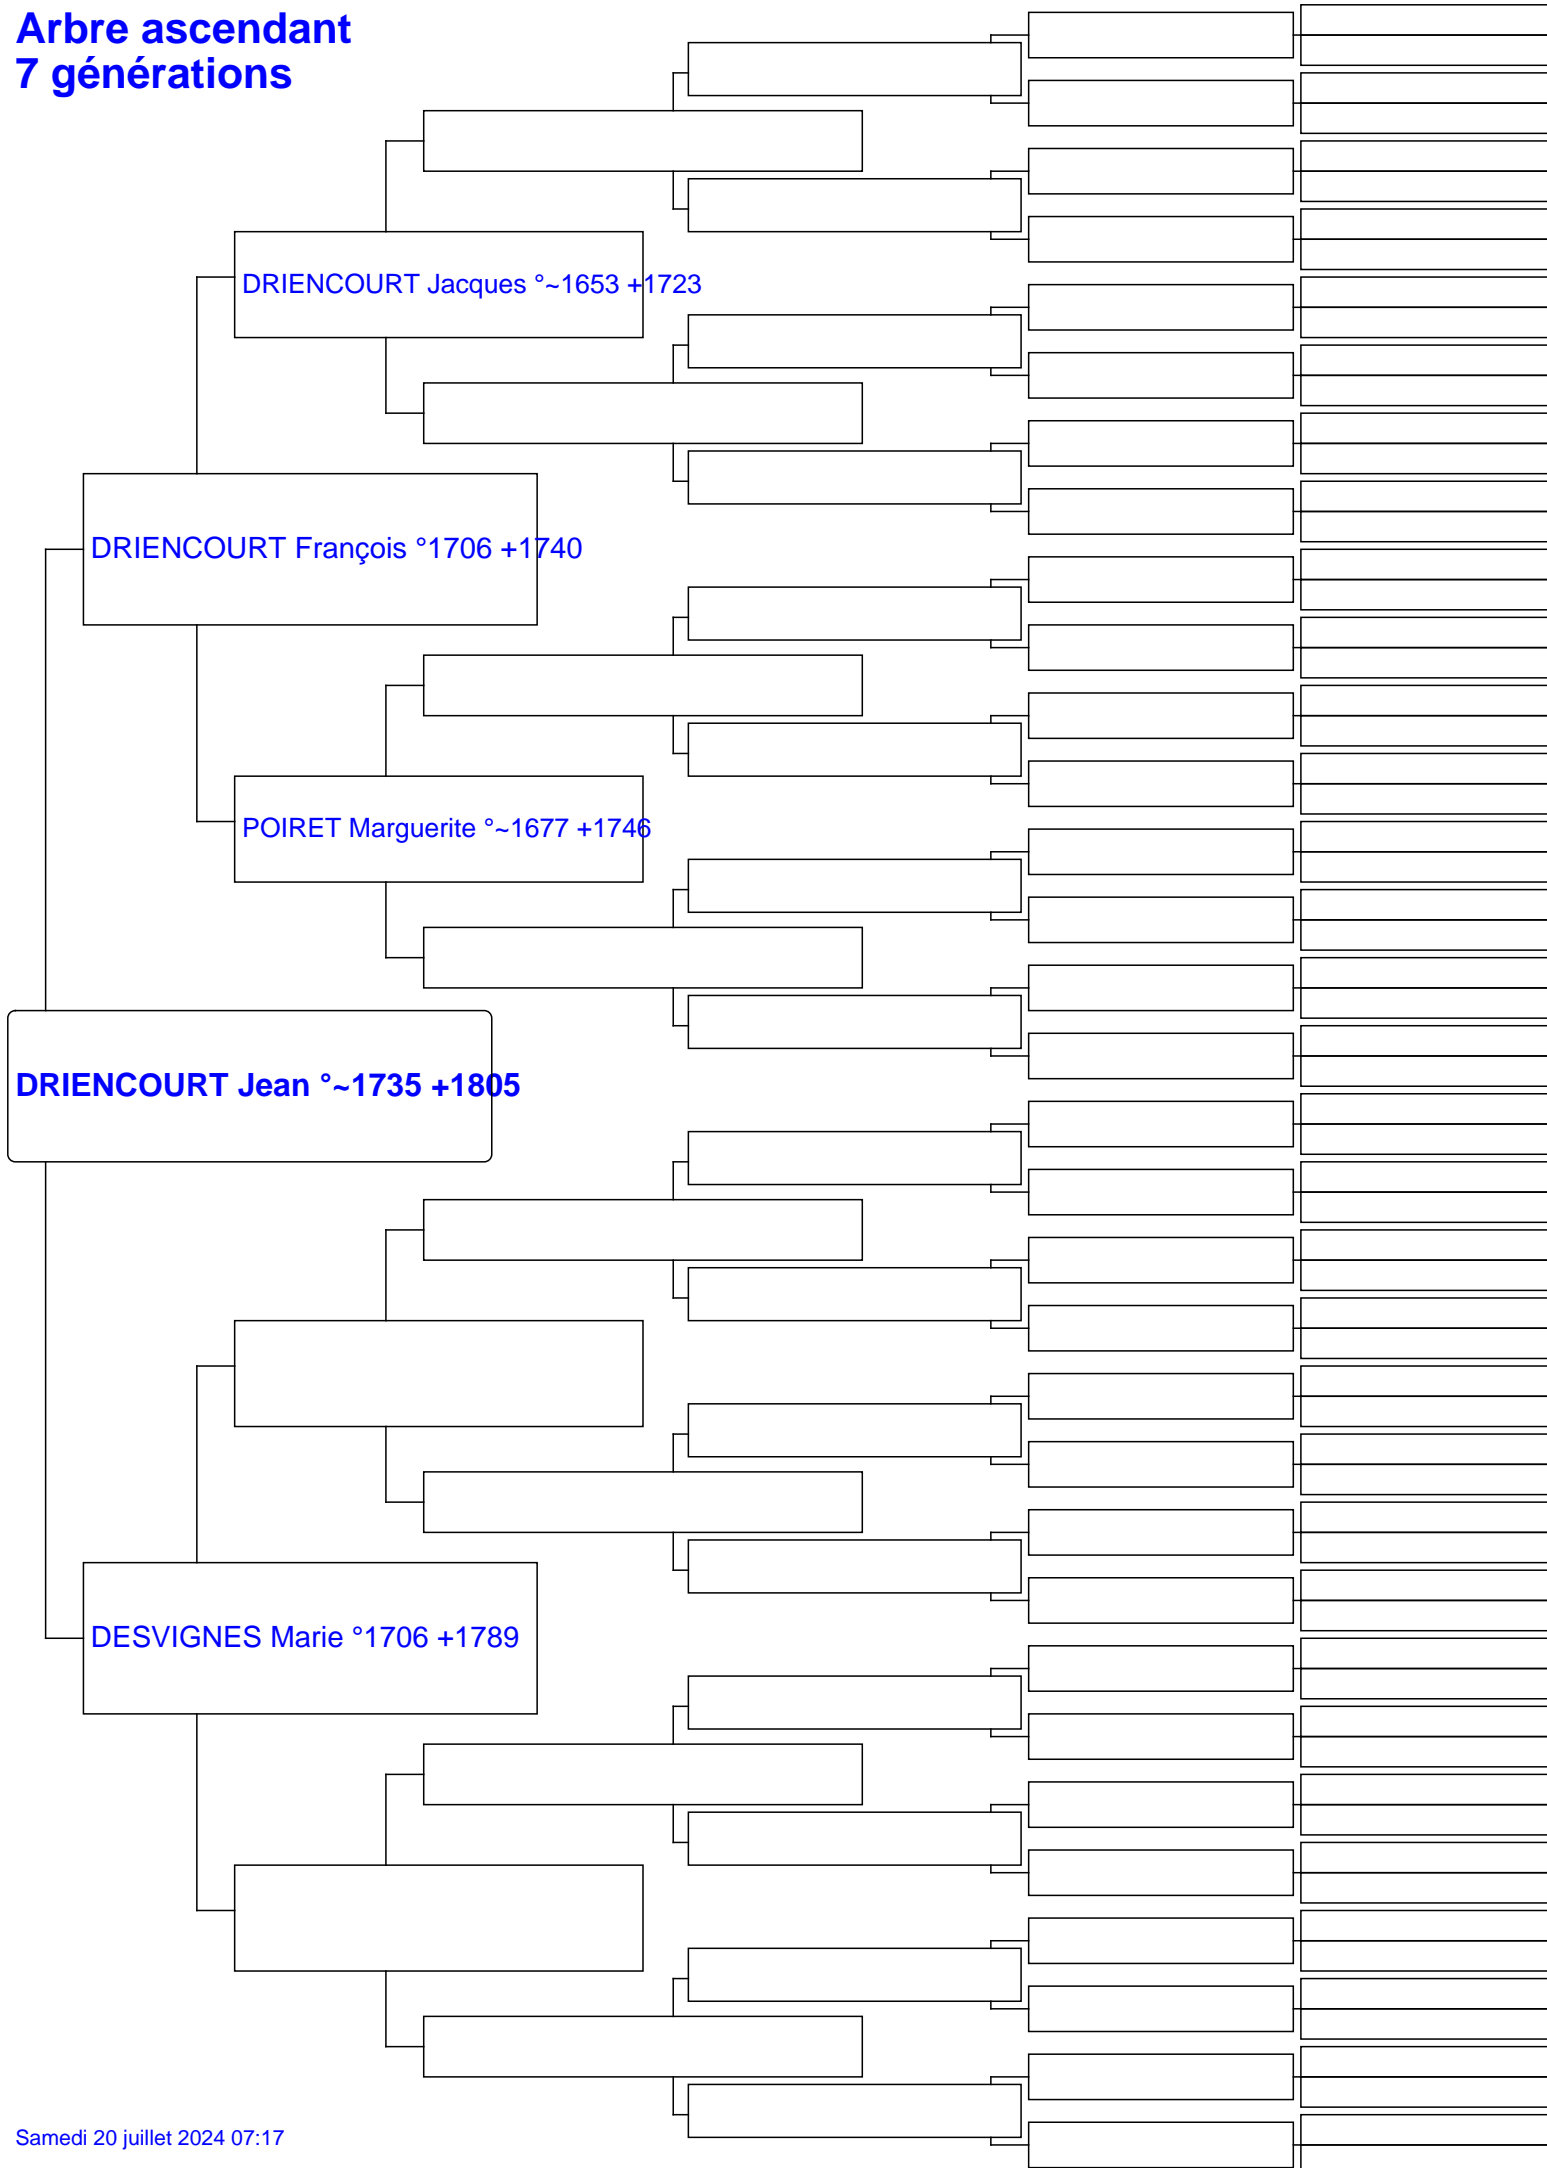 Arbre ascendant
7 générations
DRIENCOURT Jacques °~1653 +1723
DRIENCOURT François °1706 +1740
POIRET Marguerite °~1677 +1746
DRIENCOURT Jean °~1735 +1805
DESVIGNES Marie °1706 +1789
Samedi 20 juillet 2024 07:17